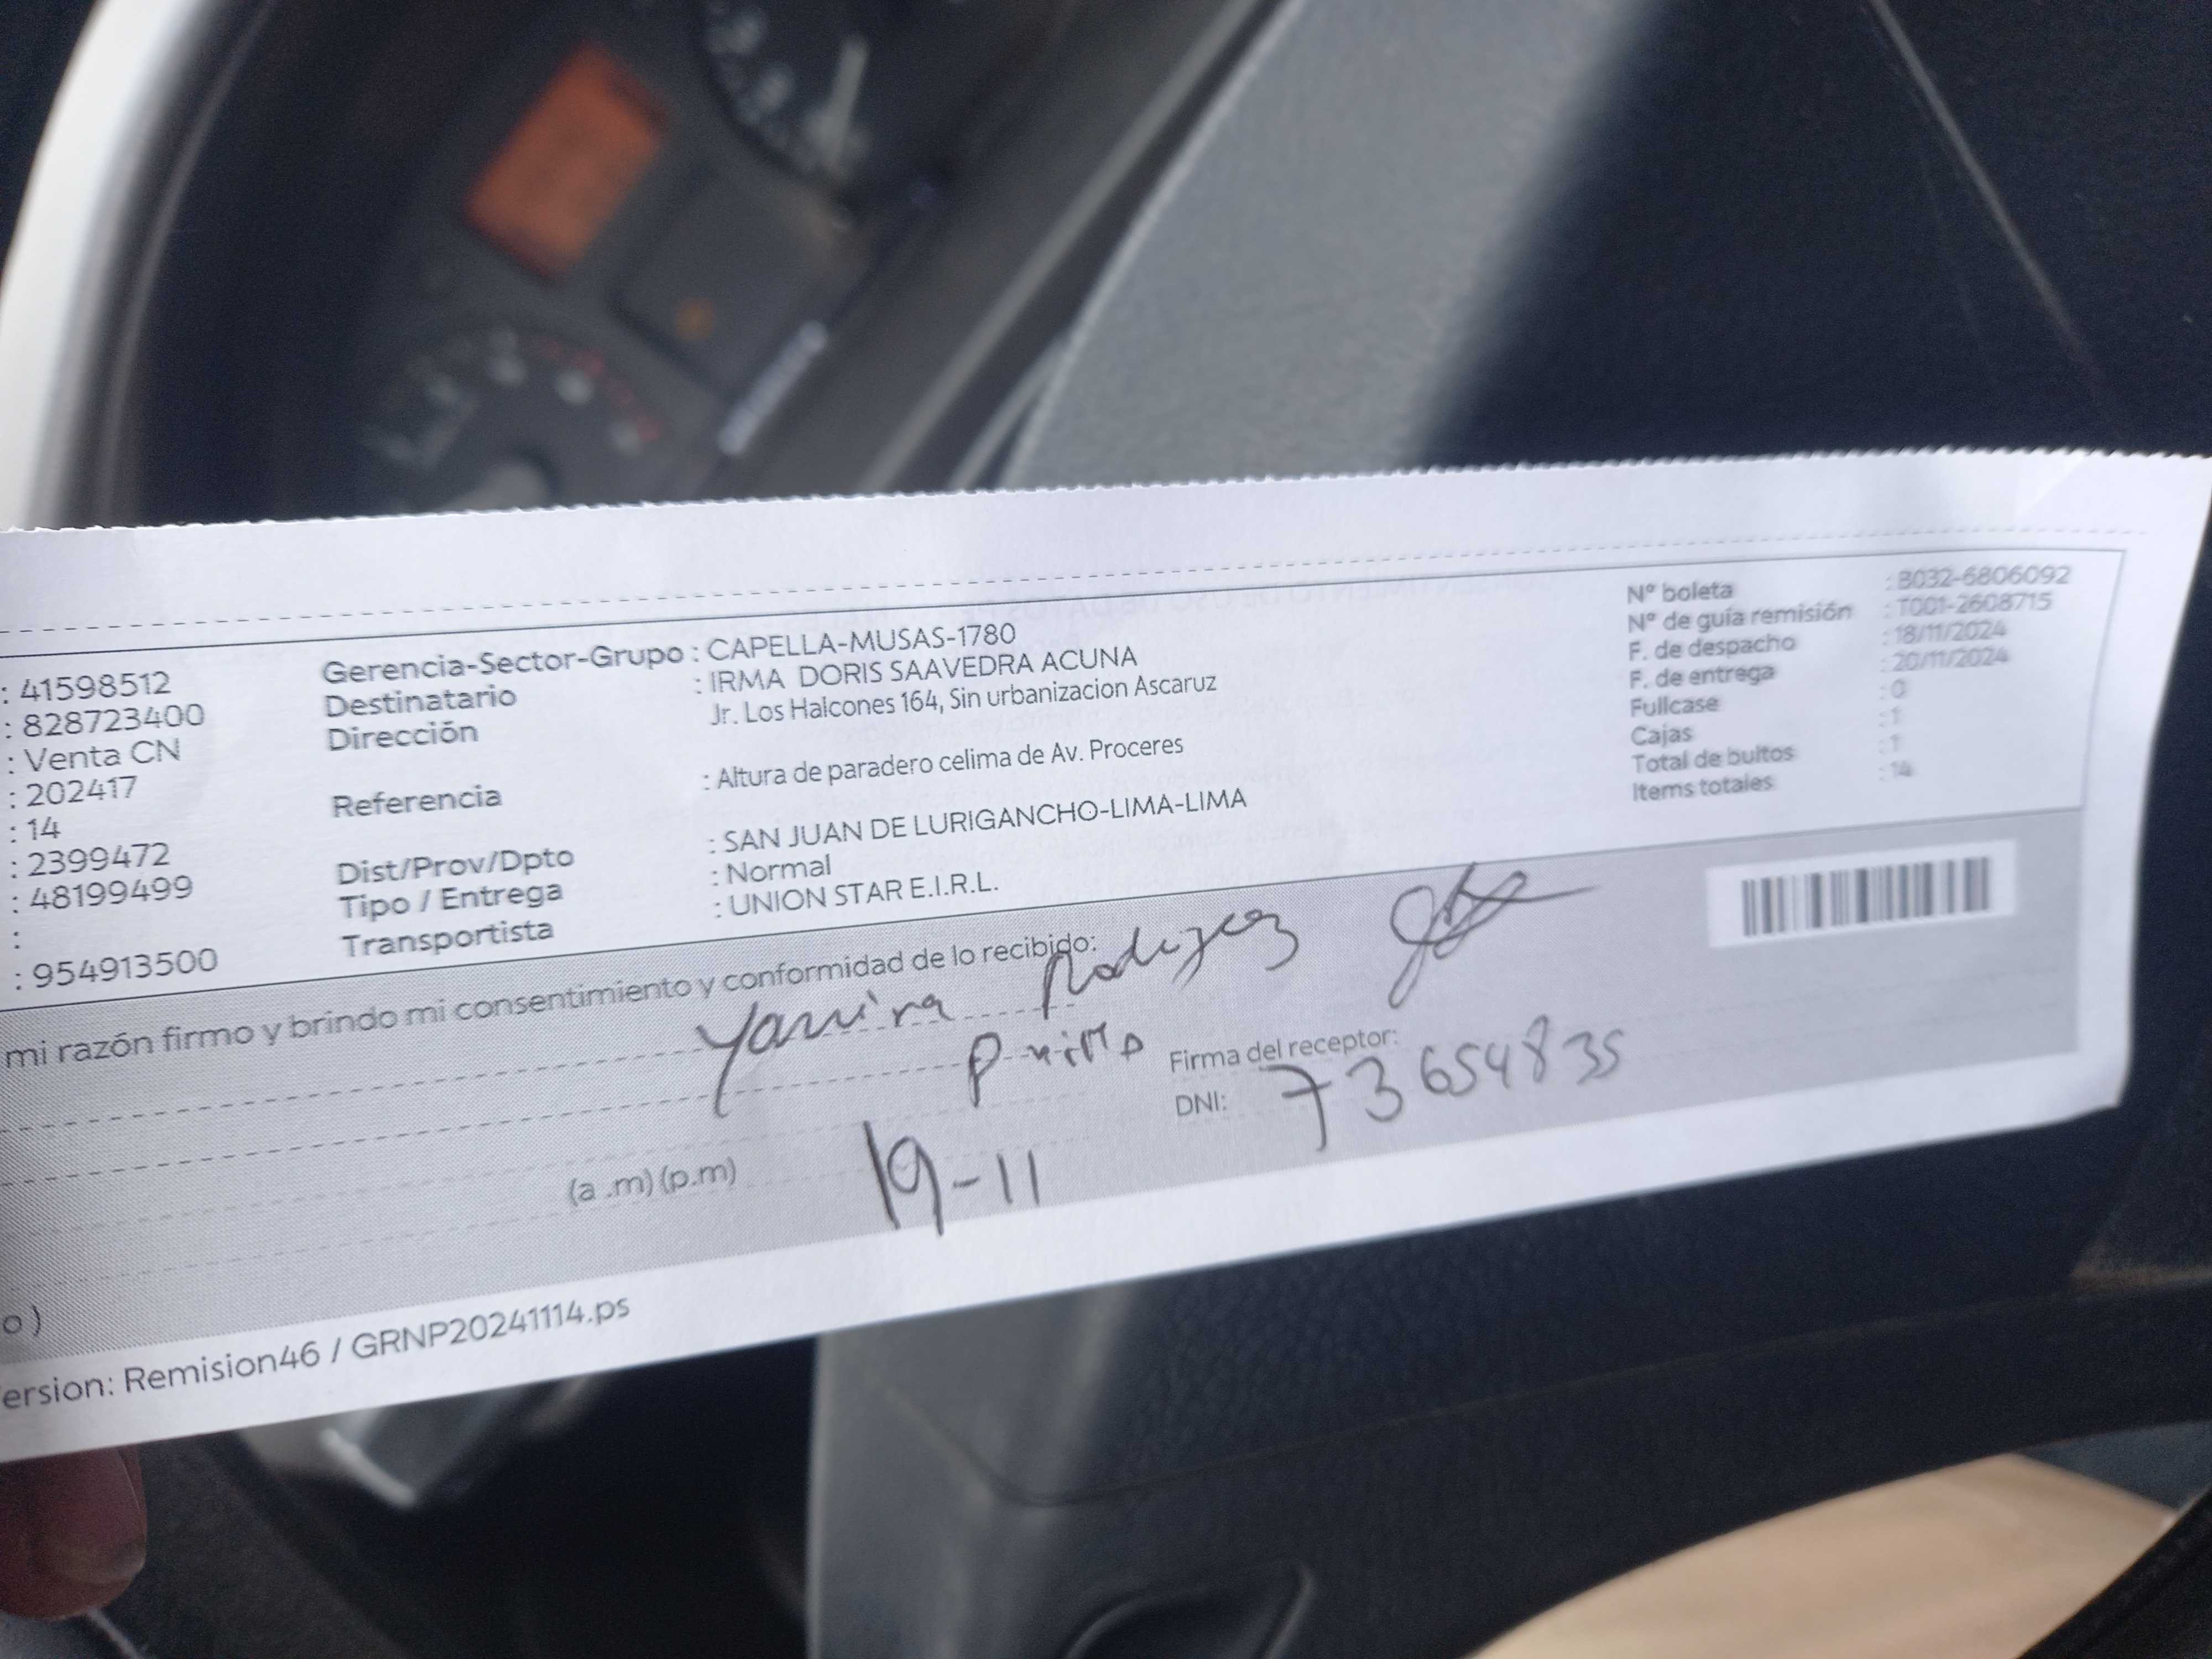 : 41598512
: 828723400
: Venta CN
: 202417
: 14
: 2399472
: 48199499
:
: 954913500
Gerencia-Sector-Grupo : CAPELLA-MUSAS-1780
Destinatario : IRMA DORIS SAAVEDRA ACUNA
Dirección Jr. Los Halcones 164, Sin urbanizacion Ascaruz
Referencia : Altura de paradero celima de Av. Proceres
Dist/Prov/Dpto : SAN JUAN DE LURIGANCHO-LIMA-LIMA
Tipo / Entrega : Normal
Transportista : UNION STAR E.I.R.L.
Nº boleta : B032-6806092
Nº de guía remisión : T001-2608715
F. de despacho : 18/11/2024
F. de entrega : 20/11/2024
Fullcase : 0
Cajas : 1
Total de bultos : 1
Items totales : 14
mi razón firmo y brindo mi consentimiento y conformidad de lo recibido:
Yanira
Firma del receptor:
DNI: 73654835
(a .m) (p.m) 19-11
o )
ersion: Remision46 / GRNP20241114.ps